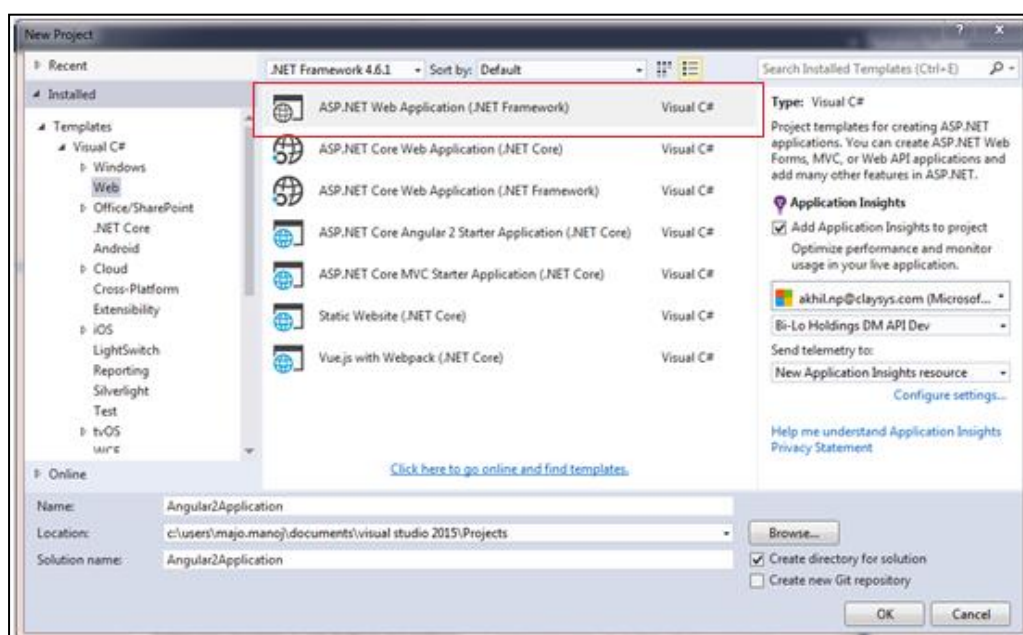 New Project
? x
Recent
.NET Framework 4.6.1
Sort by: Default
Search Installed Templates (Ctrl+E)
Installed
Templates
Visual C#
Windows
Web
Office/SharePoint
.NET Core
Android
Cloud
Cross-Platform
Extensibility
iOS
LightSwitch
Reporting
Silverlight
Test
tvOS
WCF
Online
ASP.NET Web Application (.NET Framework) Visual C#
ASP.NET Core Web Application (.NET Core) Visual C#
ASP.NET Core Web Application (.NET Framework) Visual C#
ASP.NET Core Angular 2 Starter Application (.NET Core) Visual C#
ASP.NET Core MVC Starter Application (.NET Core) Visual C#
Static Website (.NET Core) Visual C#
Vue.js with Webpack (.NET Core) Visual C#
Click here to go online and find templates.
Type: Visual C#
Project templates for creating ASP.NET
applications. You can create ASP.NET Web
Forms, MVC, or Web API applications and
add many other features in ASP.NET.
Application Insights
Add Application Insights to project
Optimize performance and monitor
usage in your live application.
akhil.np@claysys.com (Microsof...
Bi-Lo Holdings DM API Dev
Send telemetry to:
New Application Insights resource
Configure settings...
Help me understand Application Insights
Privacy Statement
Name: Angular2Application
Location: c:\users\majo.manoj\documents\visual studio 2015\Projects
Browse...
Solution name: Angular2Application
Create directory for solution
Create new Git repository
OK Cancel